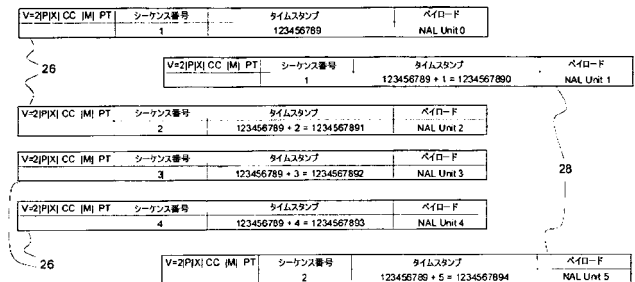 V=2|P|X| CC |M| PT シーケンス番号 タイムスタンプ ペイロード
1 123456789 NAL Unit 0
26
V=2|P|X| CC |M| PT シーケンス番号 タイムスタンプ ペイロード
1 123456789 + 1 = 1234567890 NAL Unit 1
V=2|P|X| CC |M| PT シーケンス番号 タイムスタンプ ペイロード
2 123456789 + 2 = 1234567891 NAL Unit 2
V=2|P|X| CC |M| PT シーケンス番号 タイムスタンプ ペイロード
3 123456789 + 3 = 1234567892 NAL Unit 3
28
V=2|P|X| CC |M| PT シーケンス番号 タイムスタンプ ペイロード
4 123456789 + 4 = 1234567893 NAL Unit 4
26
V=2|P|X| CC |M| PT シーケンス番号 タイムスタンプ ペイロード
2 123456789 + 5 = 1234567894 NAL Unit 5